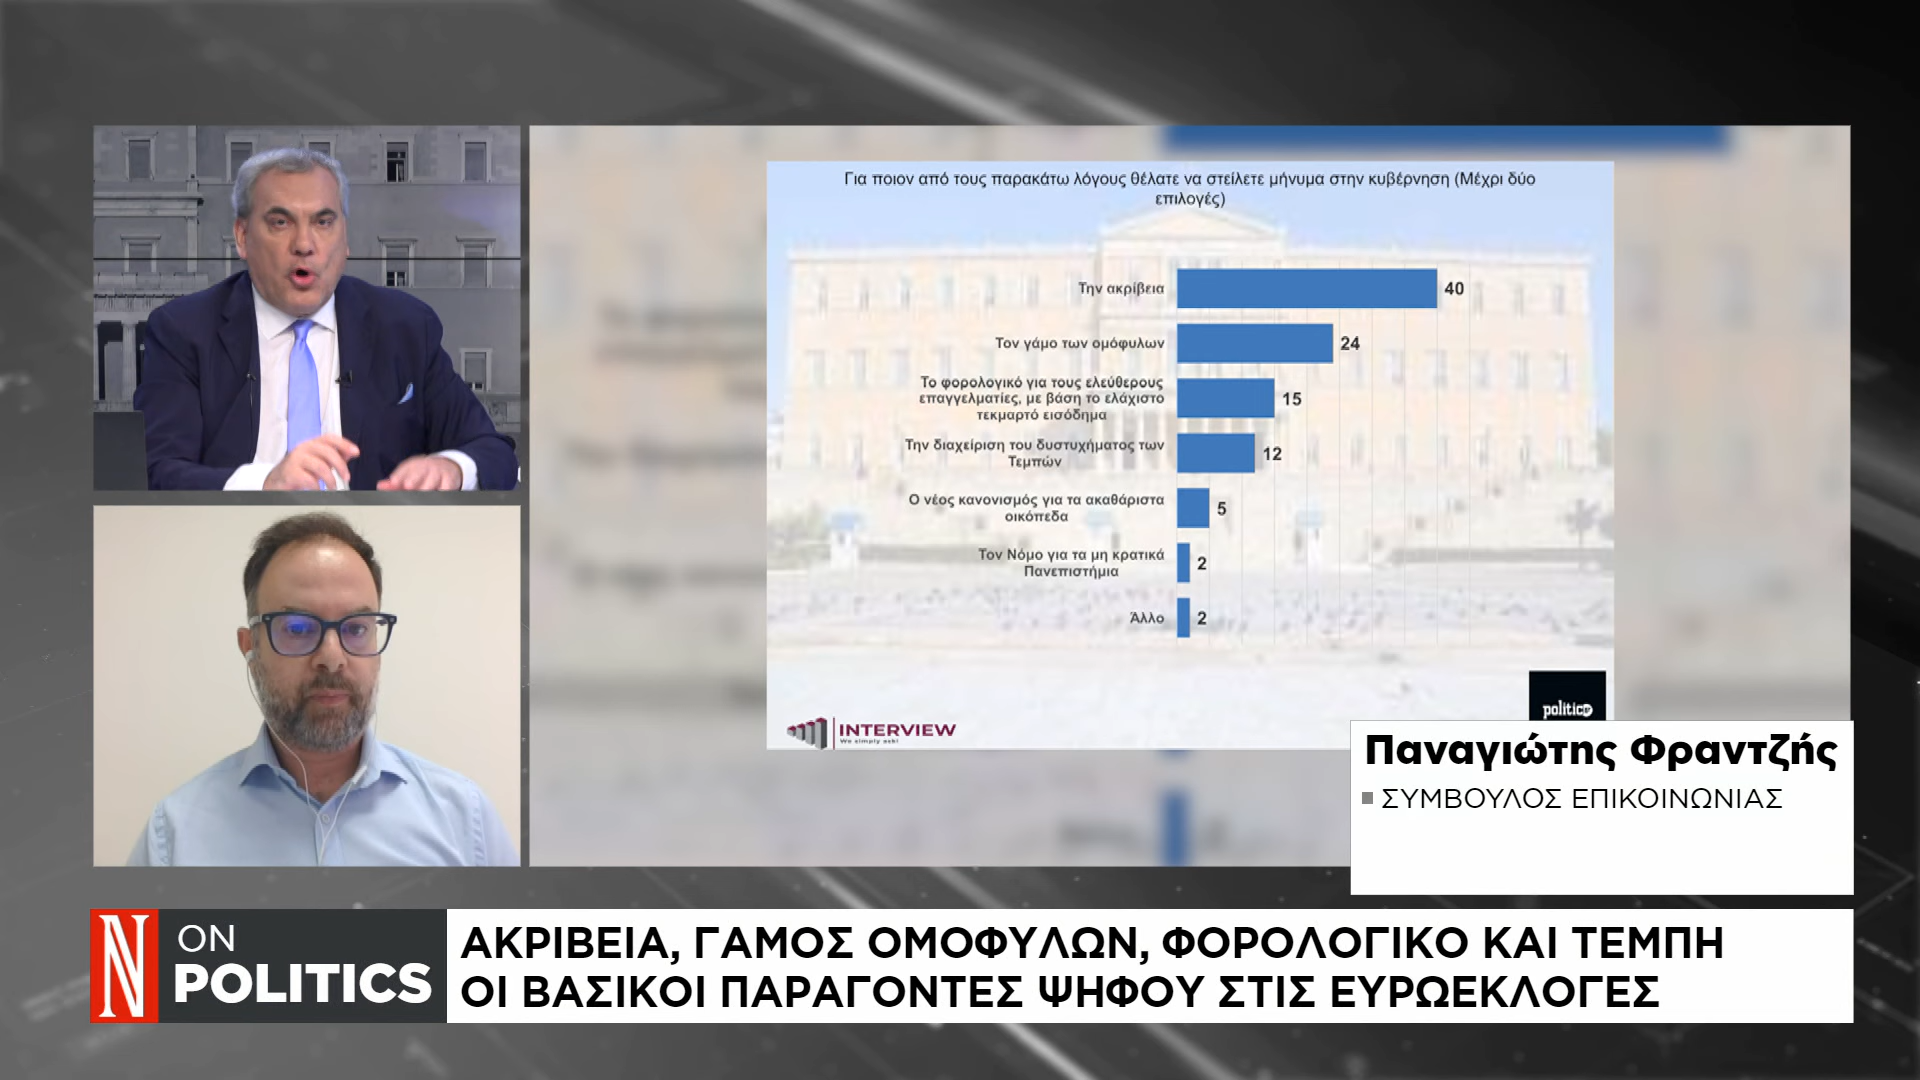 Για ποιον από τους παρακάτω λόγους θέλατε να στείλετε μήνυμα στην κυβέρνηση (Μέχρι δύο
επιλογές)
Την ακρίβεια
40
Τον γάμο των ομόφυλων
24
Το φορολογικό για τους ελεύθερους
επαγγελματίες, με βάση το ελάχιστο
τεκμαρτό εισόδημα
15
Την διαχείριση του δυστυχήματος των
Τεμπών
12
Ο νέος κανονισμός για τα ακαθάριστα
οικόπεδα
5
Τον Νόμο για τα μη κρατικά
Πανεπιστήμια
2
Άλλο
2
INTERVIEW
We simply ask!
politic
Παναγιώτης Φραντζής
ΣΥΜΒΟΥΛΟΣ ΕΠΙΚΟΙΝΩΝΙΑΣ
N ON
POLITICS
ΑΚΡΙΒΕΙΑ, ΓΑΜΟΣ ΟΜΟΦΥΛΩΝ, ΦΟΡΟΛΟΓΙΚΟ ΚΑΙ ΤΕΜΠΗ
ΟΙ ΒΑΣΙΚΟΙ ΠΑΡΑΓΟΝΤΕΣ ΨΗΦΟΥ ΣΤΙΣ ΕΥΡΩΕΚΛΟΓΕΣ